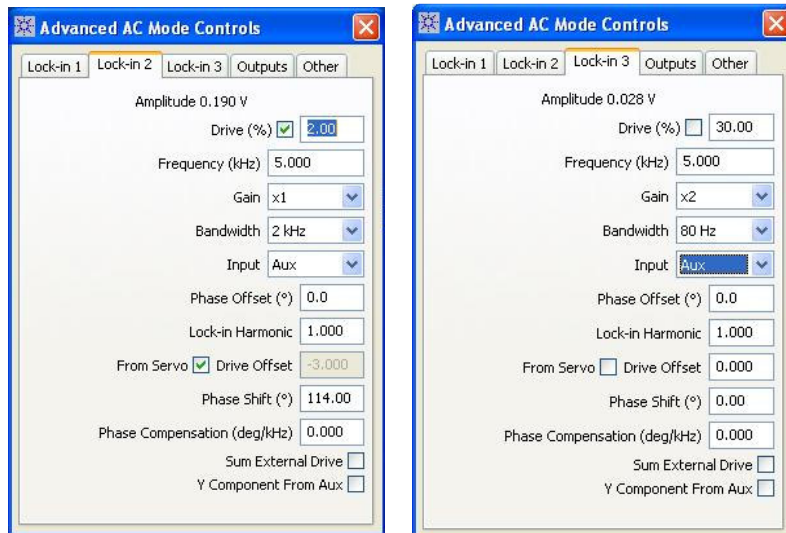 Advanced AC Mode Controls
Lock-in 1 Lock-in 2 Lock-in 3 Outputs Other
Amplitude 0.190 V
Drive (%) 2.00
Frequency (kHz) 5.000
Gain x1
Bandwidth 2 kHz
Input Aux
Phase Offset (°) 0.0
Lock-in Harmonic 1.000
From Servo Drive Offset -3.000
Phase Shift (°) 114.00
Phase Compensation (deg/kHz) 0.000
Sum External Drive
Y Component From Aux
Advanced AC Mode Controls
Lock-in 1 Lock-in 2 Lock-in 3 Outputs Other
Amplitude 0.028 V
Drive (%) 30.00
Frequency (kHz) 5.000
Gain x2
Bandwidth 80 Hz
Input Aux
Phase Offset (°) 0.0
Lock-in Harmonic 1.000
From Servo Drive Offset 0.000
Phase Shift (°) 0.00
Phase Compensation (deg/kHz) 0.000
Sum External Drive
Y Component From Aux